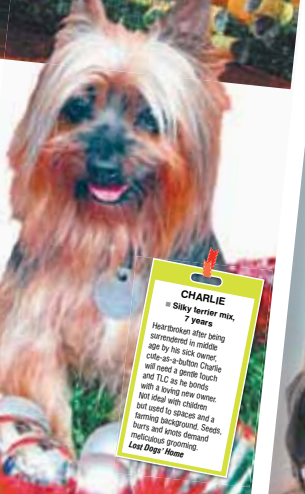 CHARLIE
■ Silky terrier mix,
7 years
Heartbroken after being
surrendered in middle
age by his sick owner,
cute-as-a-button Charlie
will need a gentle touch
and TLC as he bonds
with a loving new owner.
Not ideal with children
but used to spaces and a
farming background. Seeds,
burrs and knots demand
meticulous grooming.
Lost Dogs' Home